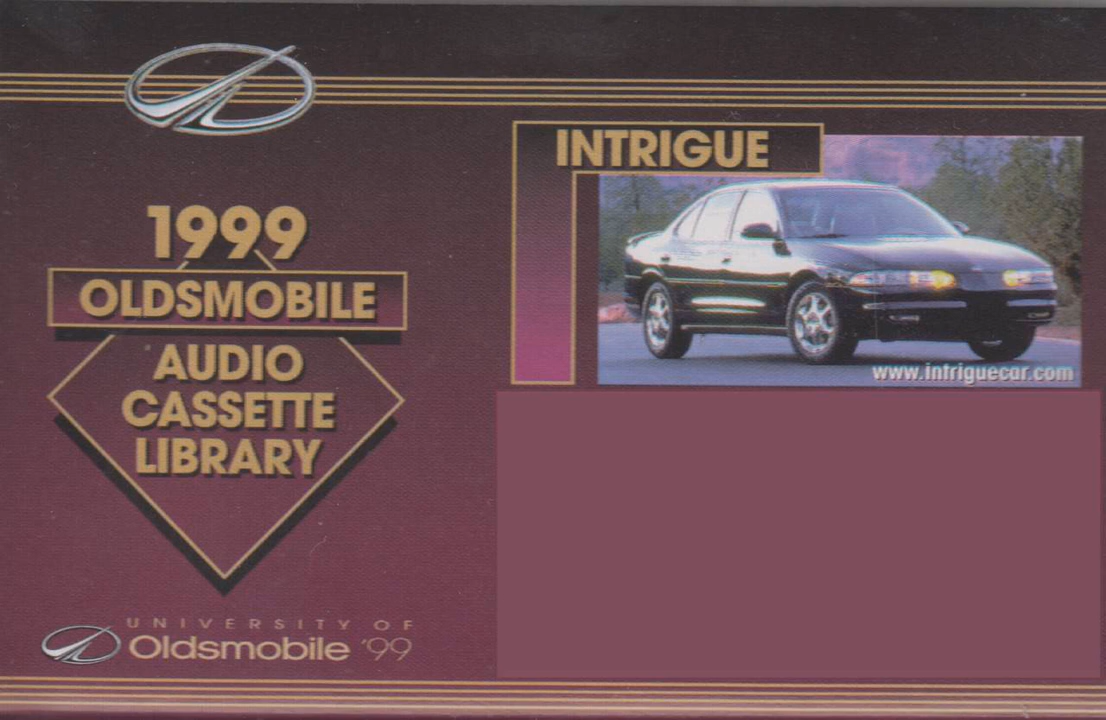 1999
OLDSMOBILE
AUDIO
CASSETTE
LIBRARY
UNIVERSITY OF
Oldsmobile '99
INTRIGUE
www.intriguecar.com